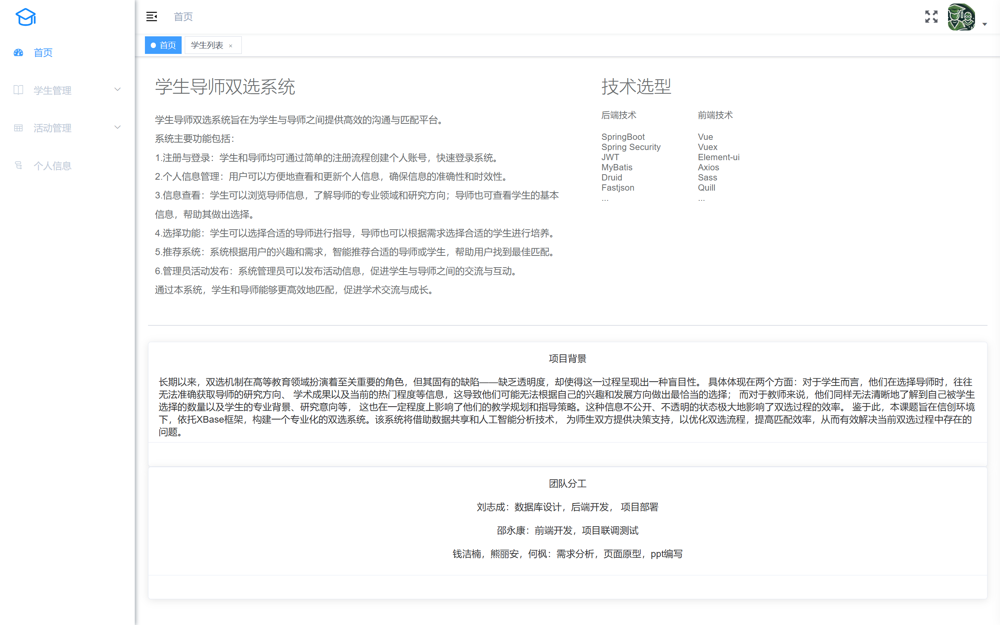 首页
首页
学生管理
活动管理
个人信息
首页
学生列表 ×
学生导师双选系统
学生导师双选系统旨在为学生与导师之间提供高效的沟通与匹配平台。
系统主要功能包括：
1.注册与登录：学生和导师均可通过简单的注册流程创建个人账号，快速登录系统。
2.个人信息管理：用户可以方便地查看和更新个人信息，确保信息的准确性和时效性。
3.信息查看：学生可以浏览导师信息，了解导师的专业领域和研究方向；导师也可查看学生的基本
信息，帮助其做出选择。
4.选择功能：学生可以选择合适的导师进行指导，导师也可以根据需求选择合适的学生进行培养。
5.推荐系统：系统根据用户的兴趣和需求，智能推荐合适的导师或学生，帮助用户找到最佳匹配。
6.管理员活动发布：系统管理员可以发布活动信息，促进学生与导师之间的交流与互动。
通过本系统，学生和导师能够更高效地匹配，促进学术交流与成长。
技术选型
后端技术
SpringBoot
Spring Security
JWT
MyBatis
Druid
Fastjson
...
前端技术
Vue
Vuex
Element-ui
Axios
Sass
Quill
...
项目背景
长期以来，双选机制在高等教育领域扮演着至关重要的角色，但其固有的缺陷——缺乏透明度，却使得这一过程呈现出一种盲目性。 具体体现在两个方面：对于学生而言，他们在选择导师时，往往
无法准确获取导师的研究方向、 学术成果以及当前的热门程度等信息，这导致他们可能无法根据自己的兴趣和发展方向做出最恰当的选择； 而对于教师来说，他们同样无法清晰地了解到自己被学生
选择的数量以及学生的专业背景、研究意向等， 这也在一定程度上影响了他们的教学规划和指导策略。这种信息不公开、不透明的状态极大地影响了双选过程的效率。 鉴于此，本课题旨在信创环境
下，依托XBase框架，构建一个专业化的双选系统。该系统将借助数据共享和人工智能分析技术， 为师生双方提供决策支持，以优化双选流程，提高匹配效率，从而有效解决当前双选过程中存在的
问题。
团队分工
刘志成：数据库设计，后端开发， 项目部署
邵永康：前端开发，项目联调测试
钱洁楠，熊丽安，何枫：需求分析，页面原型，ppt编写